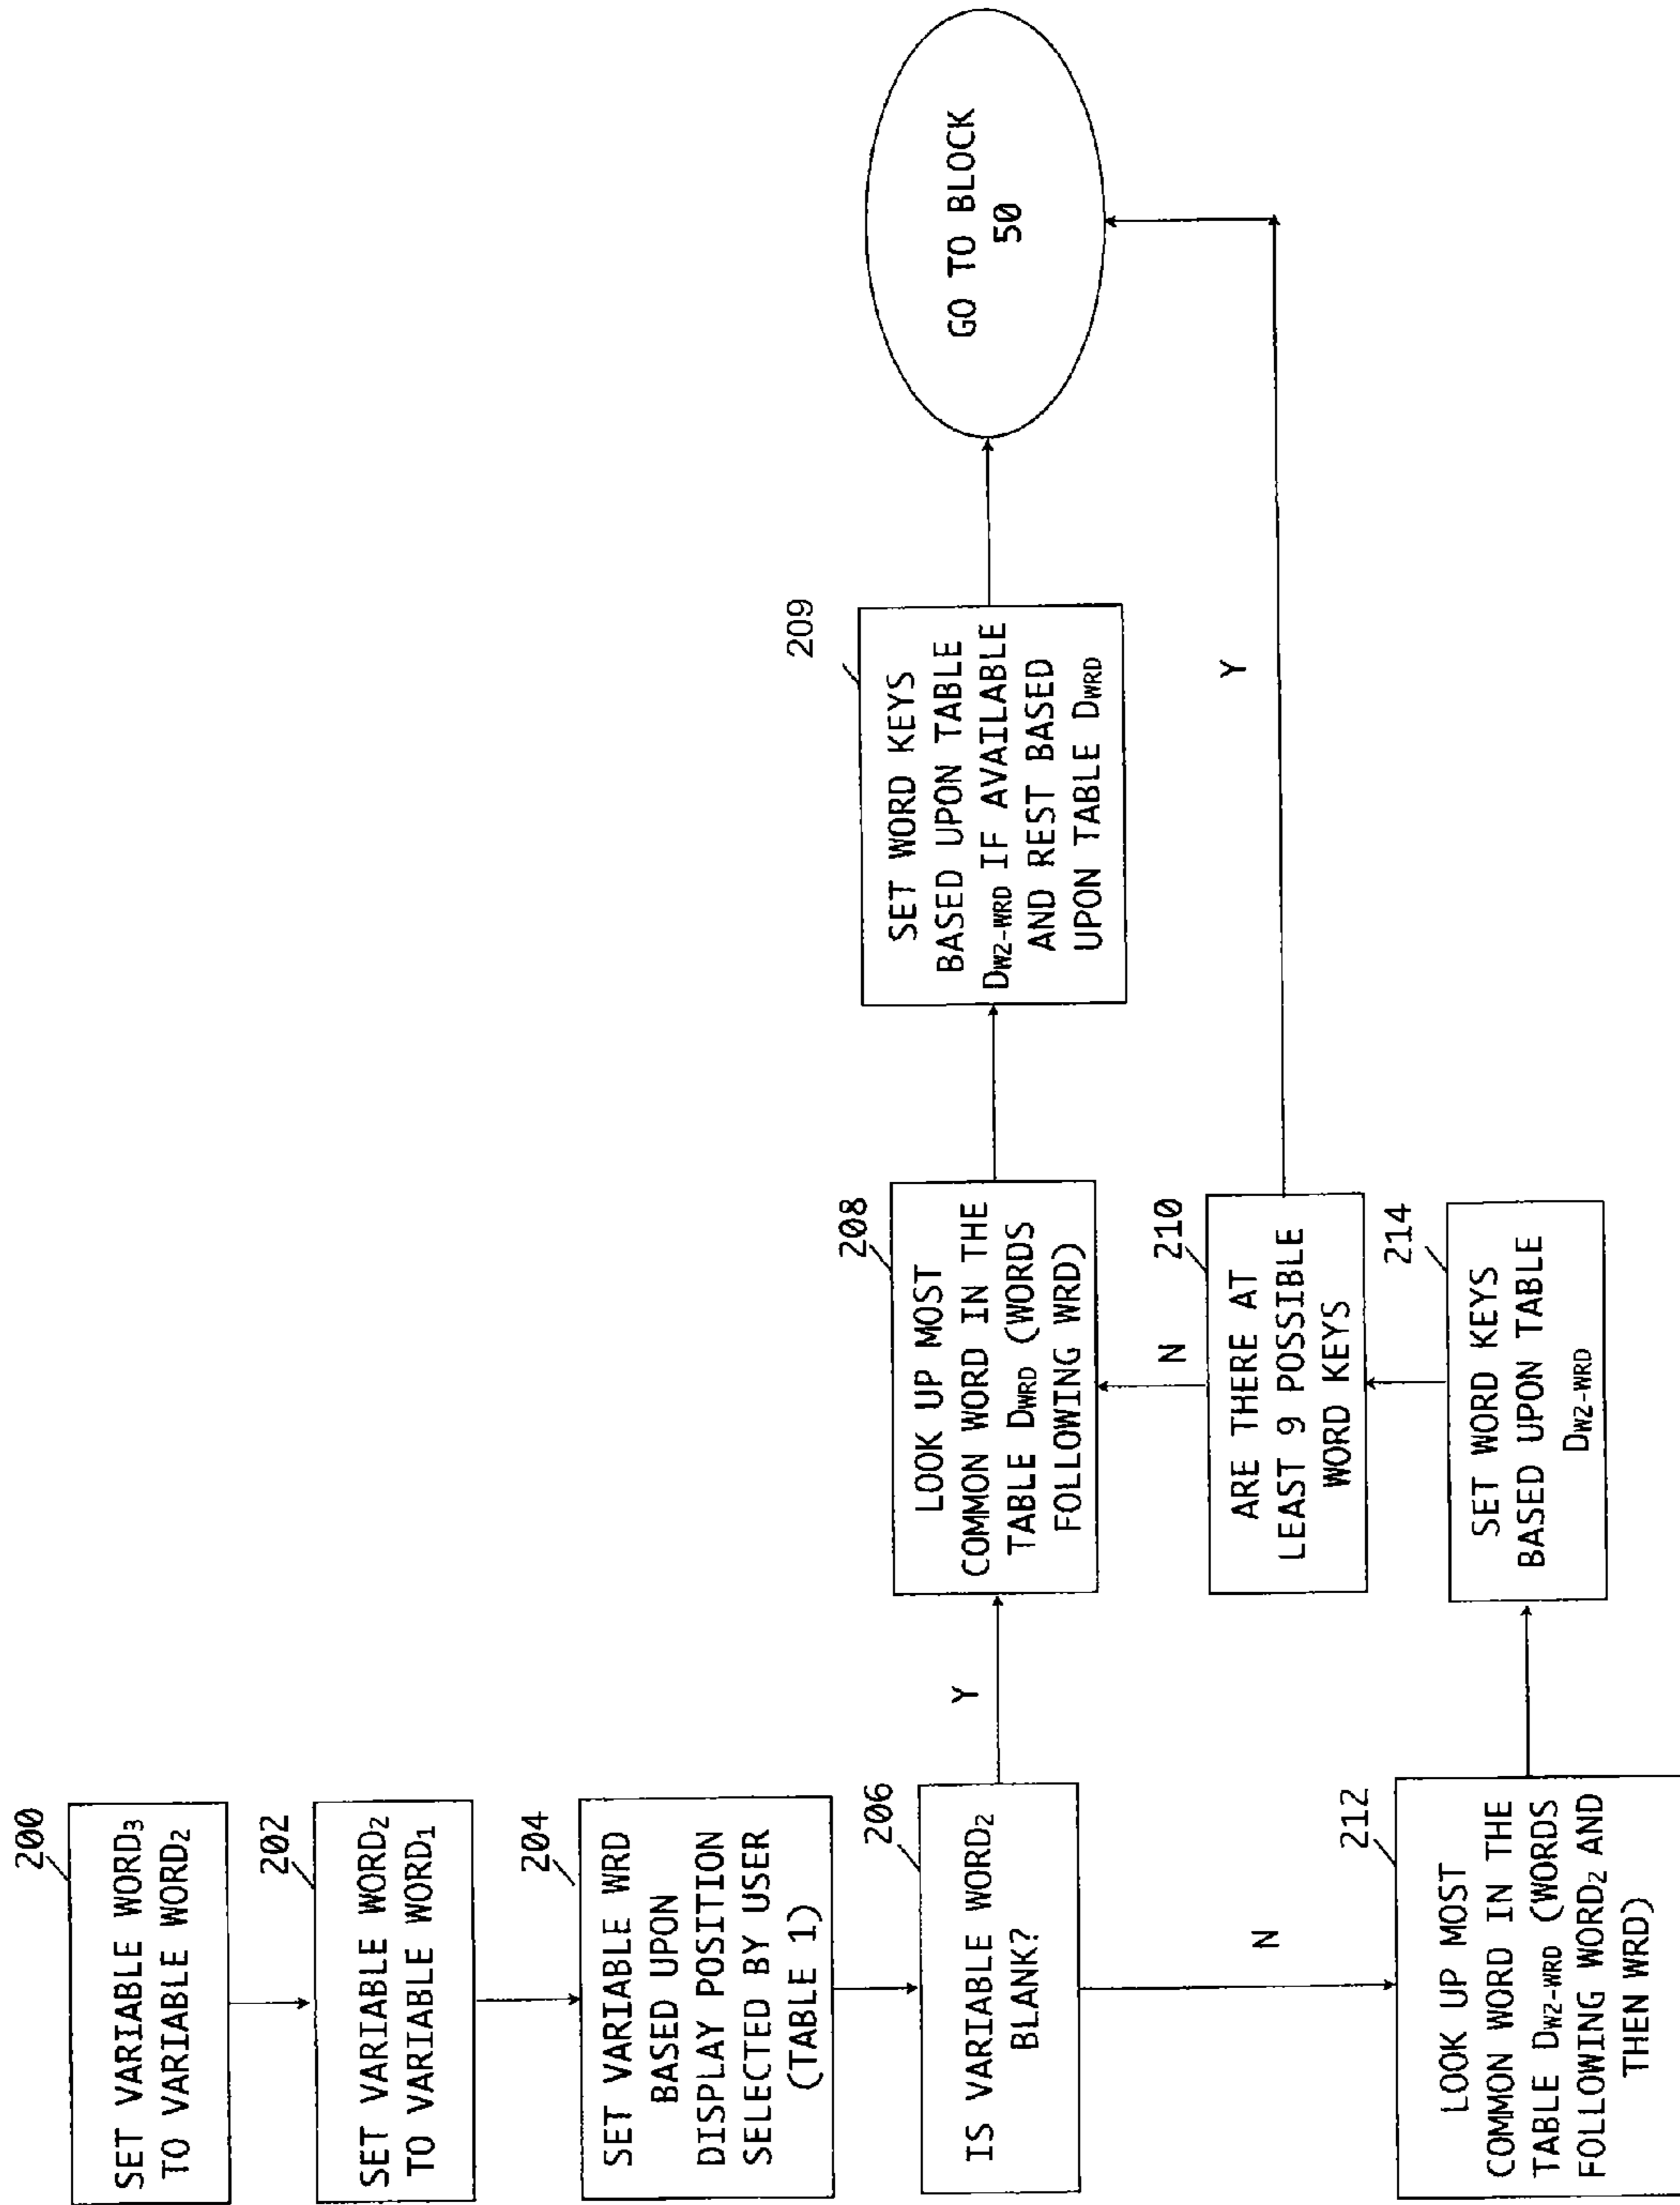 200
SET VARIABLE WORD₃
TO VARIABLE WORD₂
202
SET VARIABLE WORD₂
TO VARIABLE WORD₁
204
SET VARIABLE WRD
BASED UPON
DISPLAY POSITION
SELECTED BY USER
(TABLE 1)
206
IS VARIABLE WORD₂
BLANK?
Y
N
208
LOOK UP MOST
COMMON WORD IN THE
TABLE DWRD (WORDS
FOLLOWING WRD)
209
SET WORD KEYS
BASED UPON TABLE
DW2-WRD IF AVAILABLE
AND REST BASED
UPON TABLE DWRD
GO TO BLOCK
50
N
210
ARE THERE AT
LEAST 9 POSSIBLE
WORD KEYS
Y
212
LOOK UP MOST
COMMON WORD IN THE
TABLE DW2-WRD (WORDS
FOLLOWING WORD₂ AND
THEN WRD)
214
SET WORD KEYS
BASED UPON TABLE
DW2-WRD